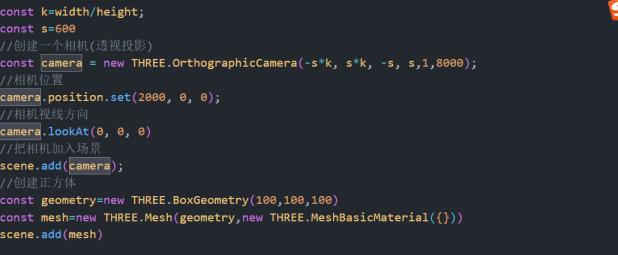 const k=width/height;
const s=600
//创建一个相机(透视投影)
const camera = new THREE.OrthographicCamera(-s*k, s*k, -s, s,1,8000);
//相机位置
camera.position.set(2000, 0, 0);
//相机视线方向
camera.lookAt(0, 0, 0)
//把相机加入场景
scene.add(camera);
//创建正方体
const geometry=new THREE.BoxGeometry(100,100,100)
const mesh=new THREE.Mesh(geometry,new THREE.MeshBasicMaterial({}))
scene.add(mesh)